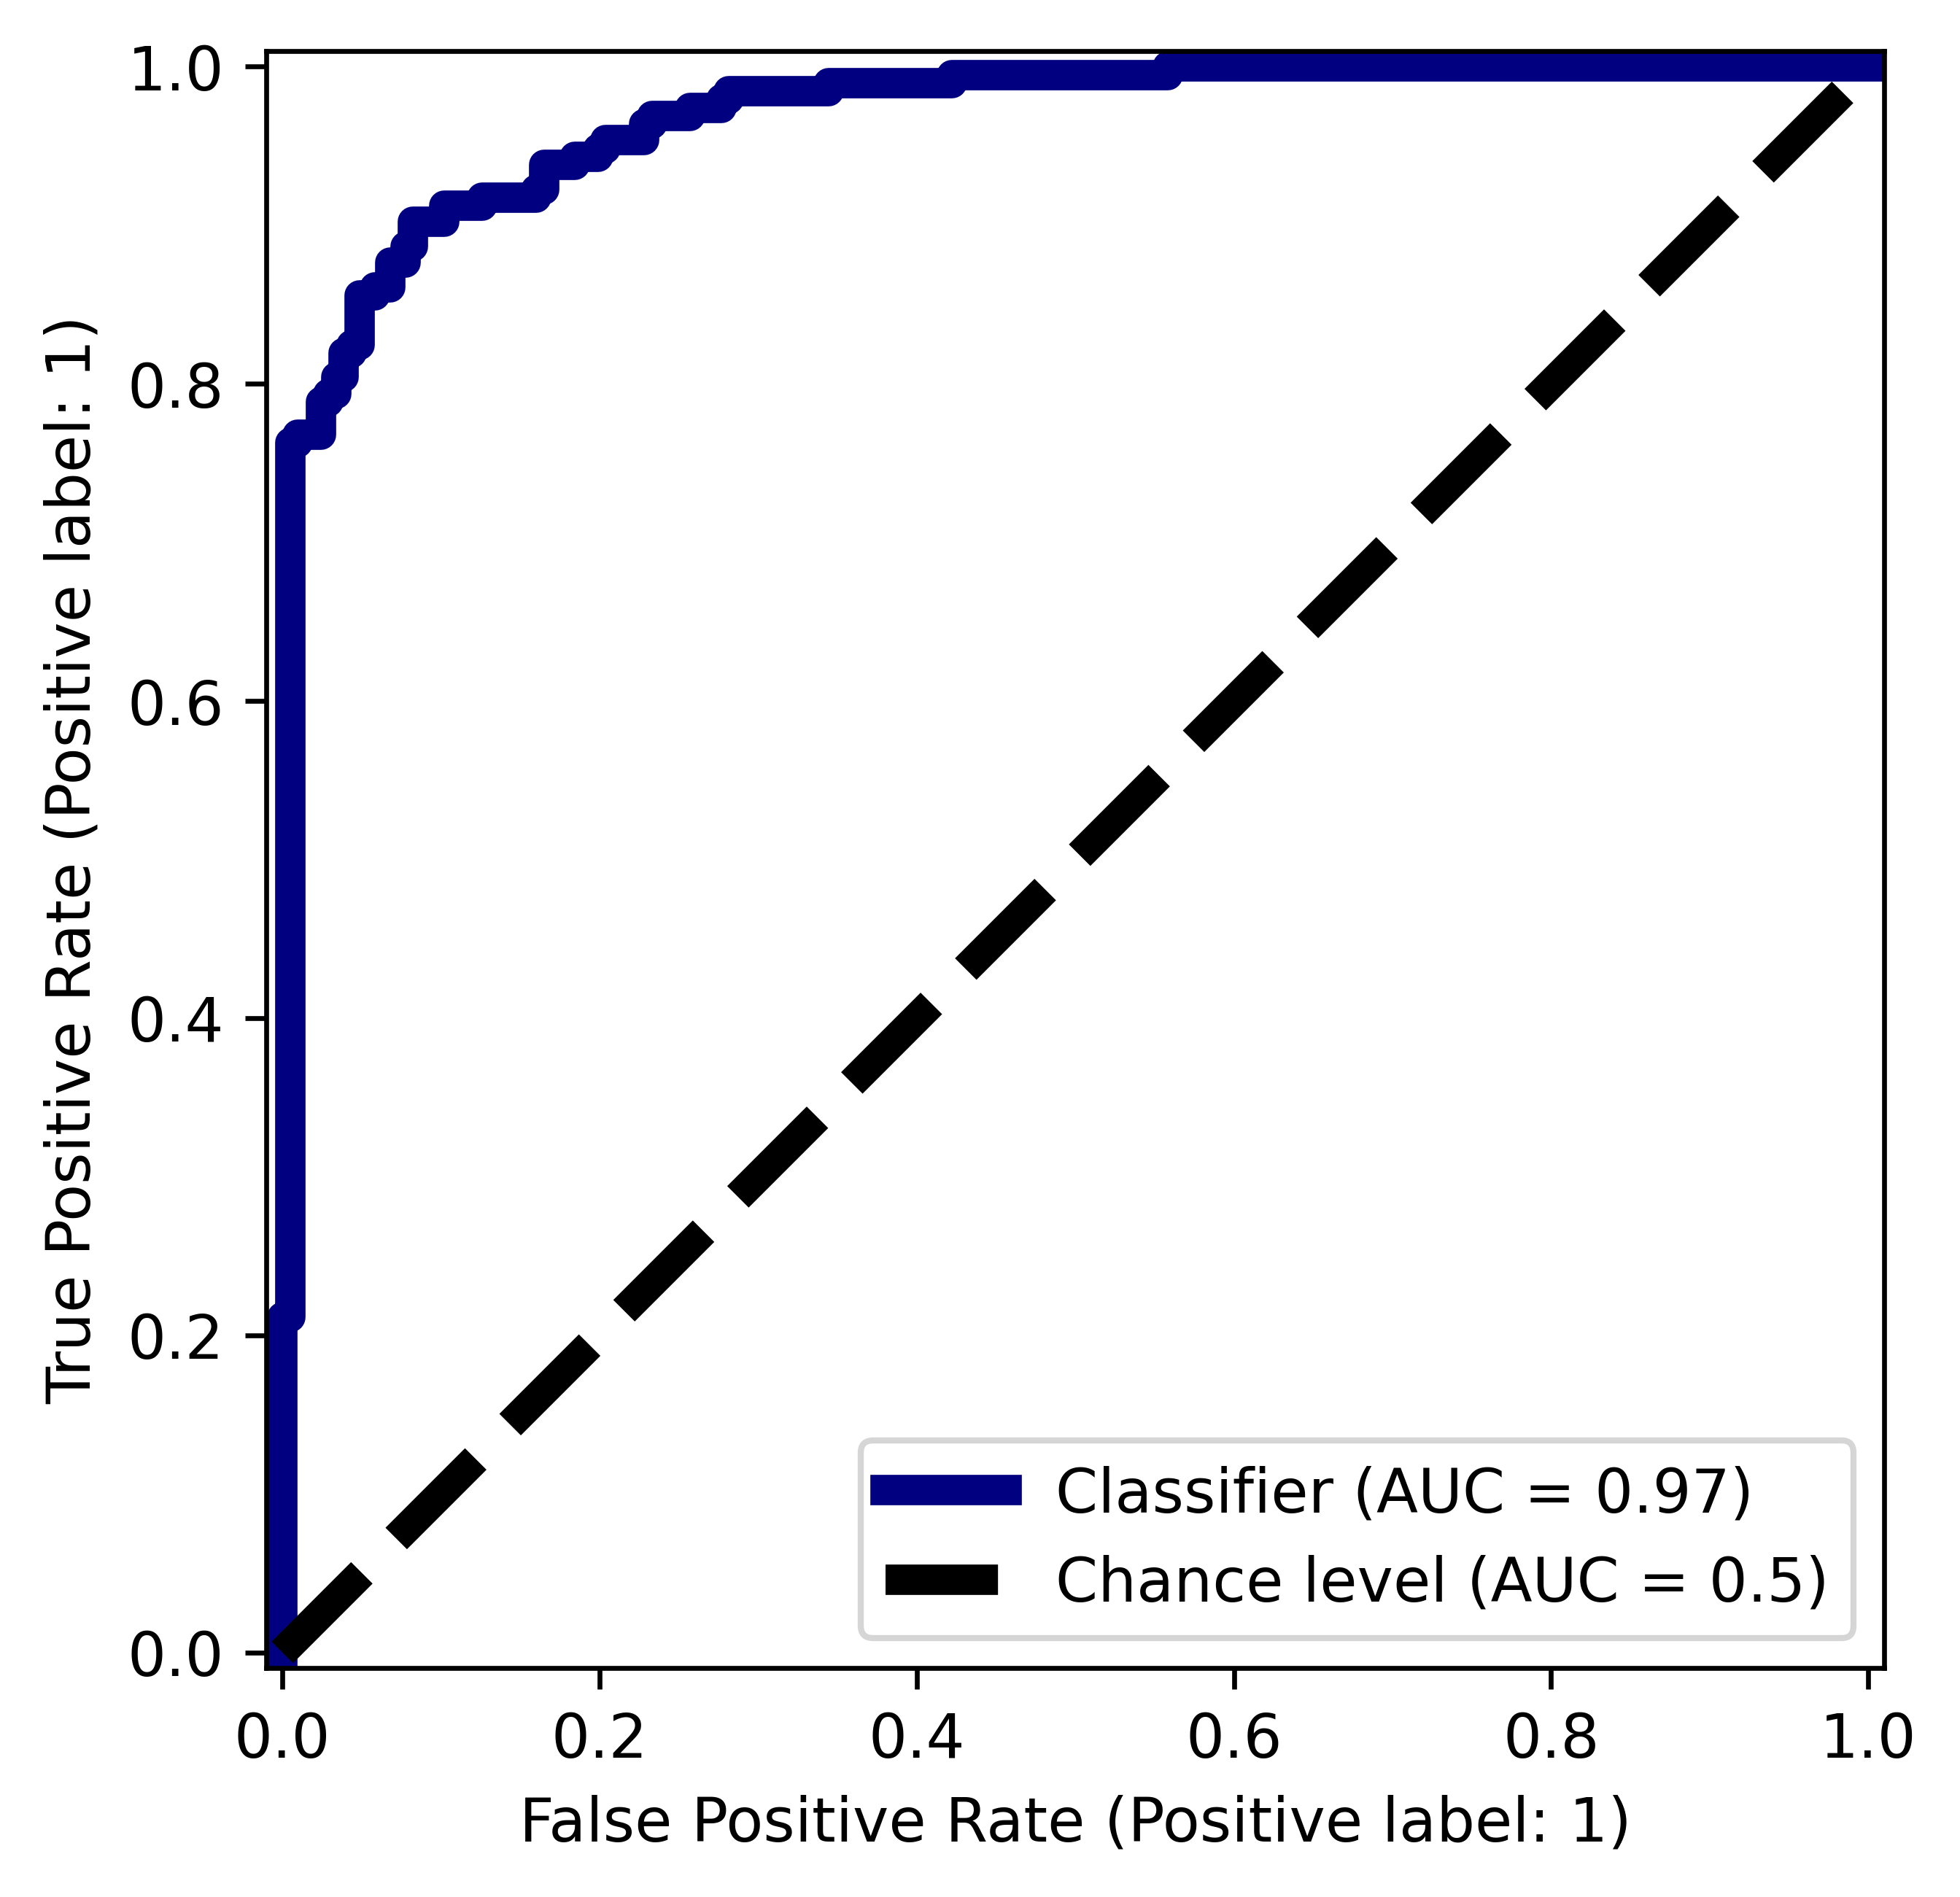 1.0
0.8
0.6
0.4
0.2
0.0
True Positive Rate (Positive label: 1)
Classifier (AUC = 0.97)
Chance level (AUC = 0.5)
0.0 0.2 0.4 0.6 0.8 1.0
False Positive Rate (Positive label: 1)